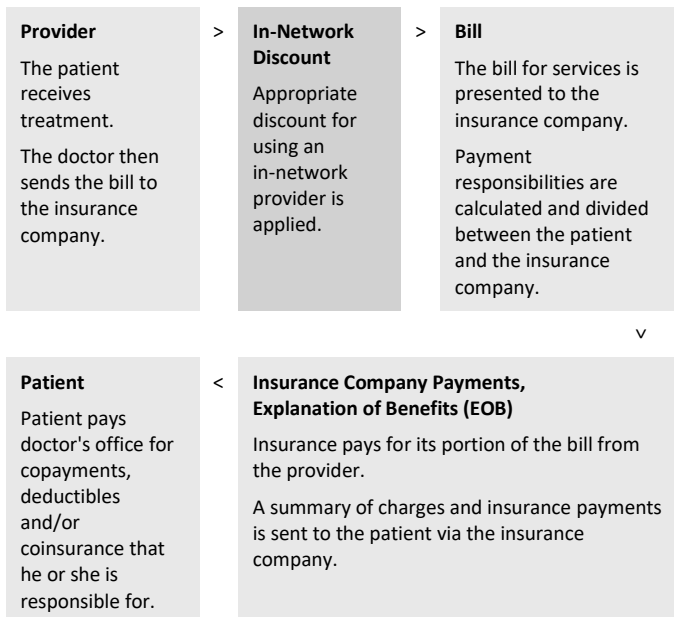 Provider
The patient
receives
treatment.
The doctor then
sends the bill to
the insurance
company.
>
In-Network
Discount
Appropriate
discount for
using an
in-network
provider is
applied.
>
Bill
The bill for services is
presented to the
insurance company.
Payment
responsibilities are
calculated and divided
between the patient
and the insurance
company.
>
Patient
Patient pays
doctor's office for
copayments,
deductibles
and/or
coinsurance that
he or she is
responsible for.
<
Insurance Company Payments,
Explanation of Benefits (EOB)
Insurance pays for its portion of the bill from
the provider.
A summary of charges and insurance payments
is sent to the patient via the insurance
company.